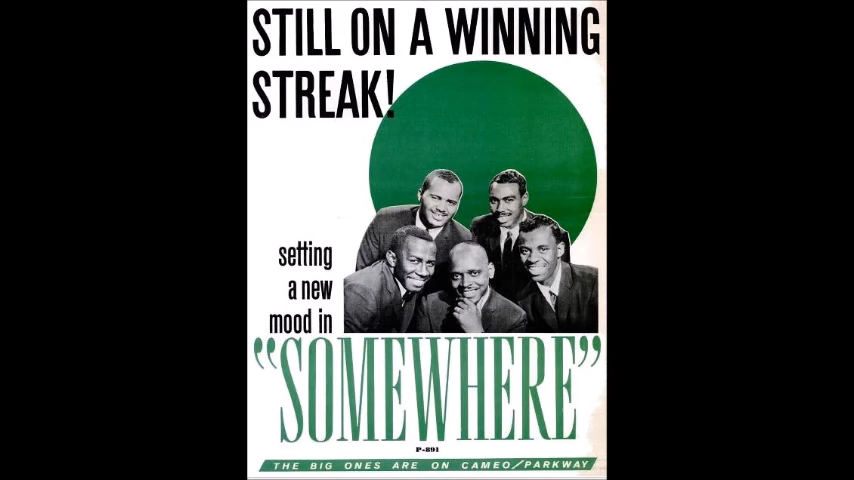 STILL ON A WINNING
STREAK!
setting
a new
mood in
“SOMEWHERE”
P-891
THE BIG ONES ARE ON CAMEO/PARKWAY